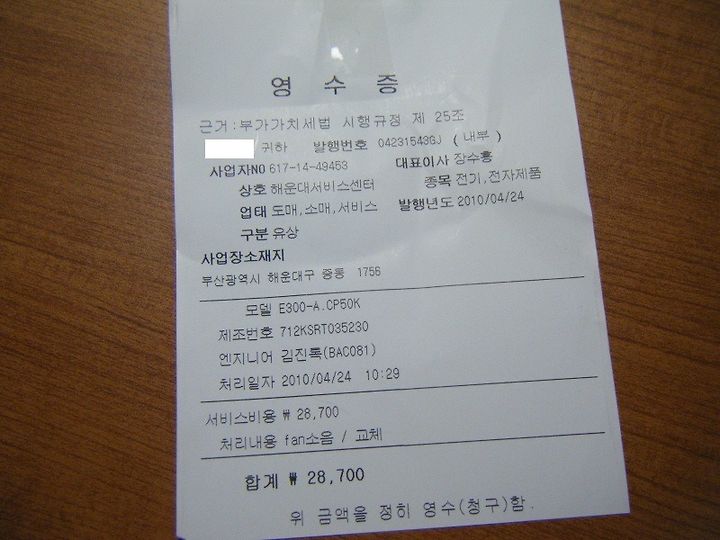 영 수 증
근거:부가가치세법 시행규정 제 25조
귀하 발행번호 04231543GJ (내부)
사업자NO 617-14-49453 대표이사 장수홍
상호 해운대서비스센터 종목 전기,전자제품
업태 도매,소매,서비스 발행년도 2010/04/24
구분 유상
사업장소재지
부산광역시 해운대구 중동 1756
모델 E300-A.CP50K
제조번호 712KSRT035230
엔지니어 김진록(BAC081)
처리일자 2010/04/24 10:29
서비스비용 ₩ 28,700
처리내용 fan소음 / 교체
합계 ₩ 28,700
위 금액을 정히 영수(청구)함.